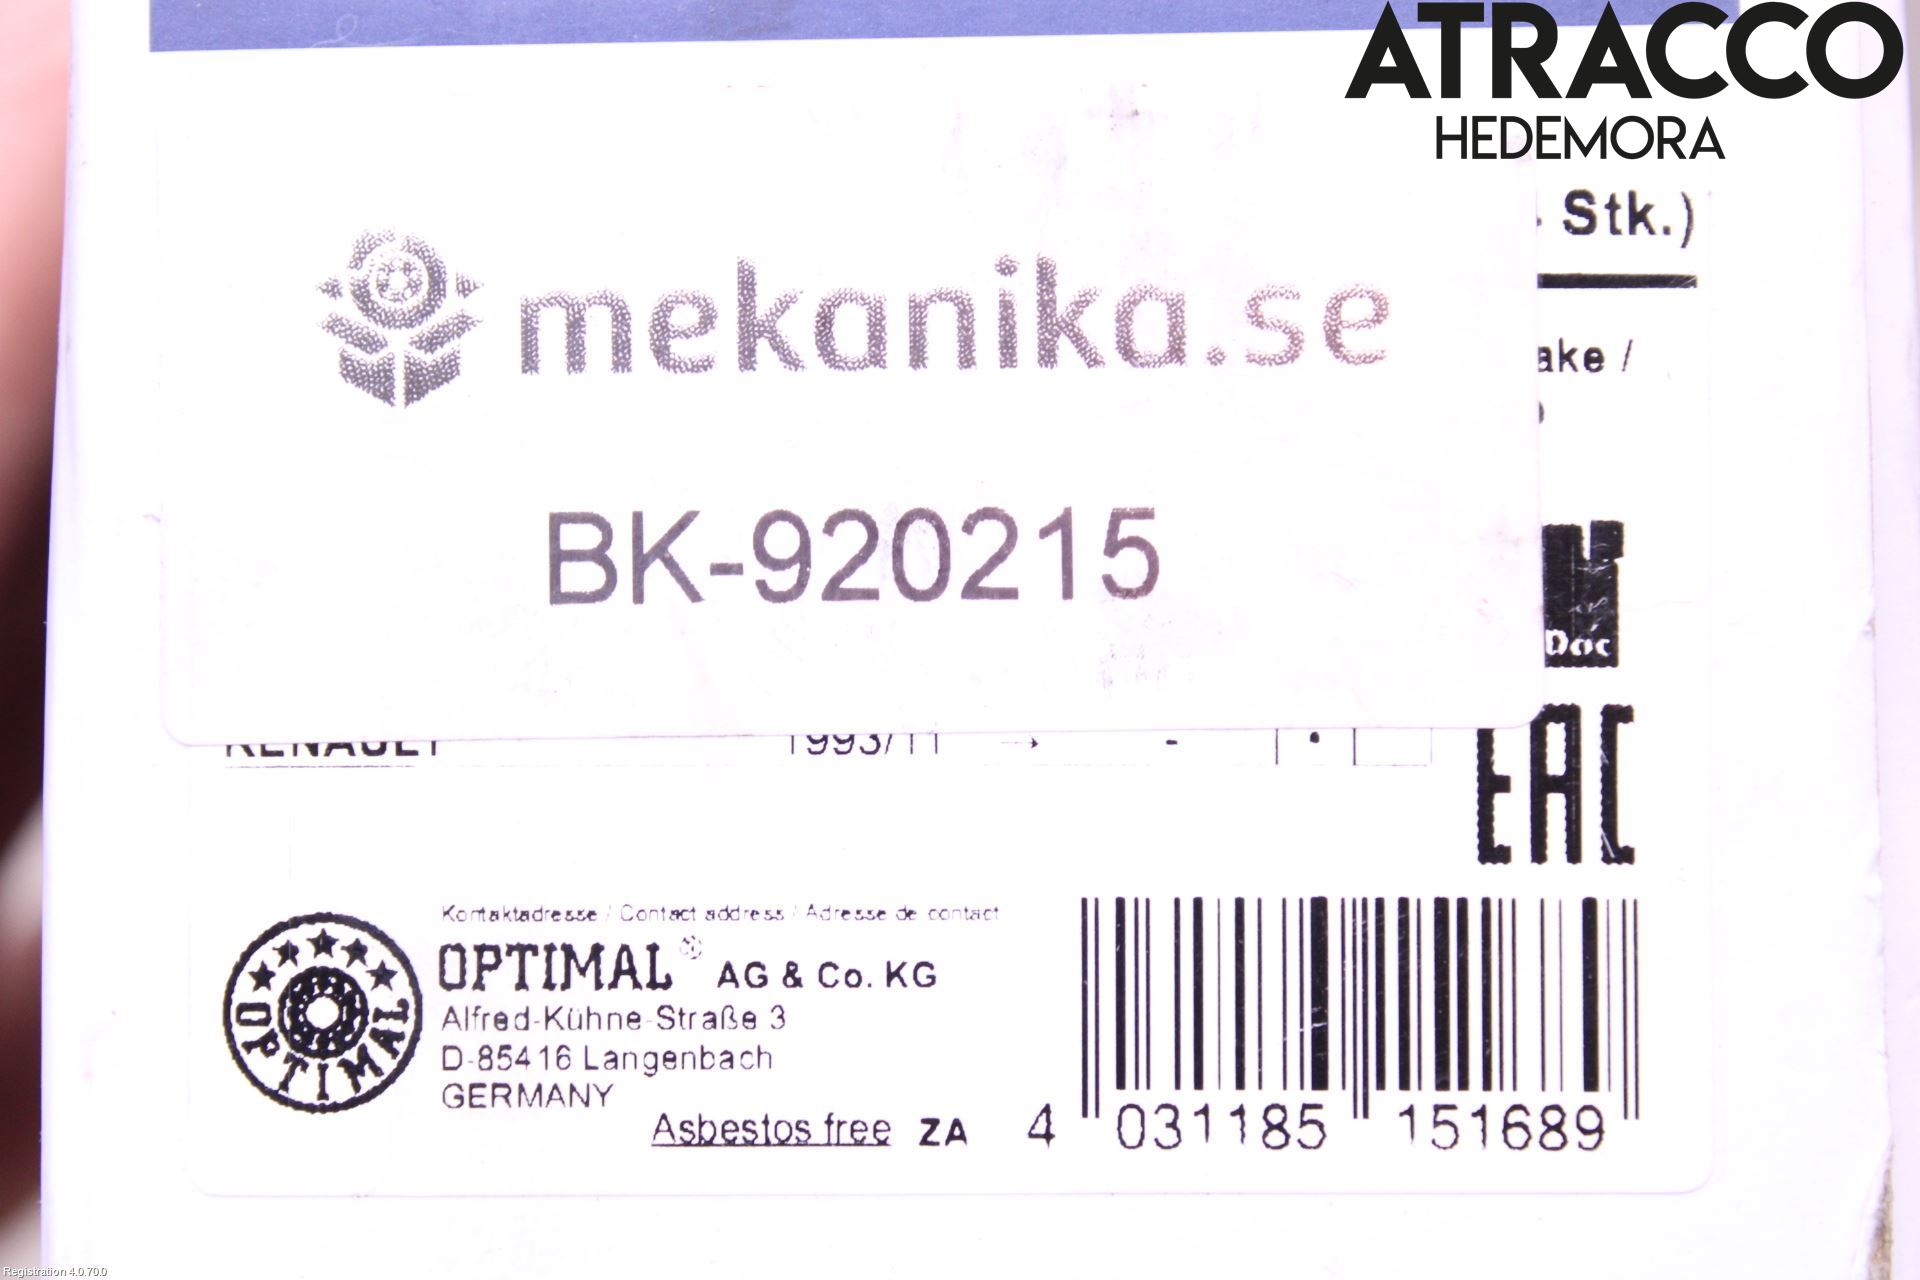 ATRACCO
HEDEMORA
Stk.)
mekanika.se
ake /
BK-920215
Doc
RENAULT 1993/11 → - •
EAC
Kontaktadresse / Contact address / Adresse de contact
OPTIMAL® AG & Co. KG
Alfred-Kühne-Straße 3
D-85416 Langenbach
GERMANY
OPTIMAL
Asbestos free ZA 4 031185 151689
Registration 4.0.70.0